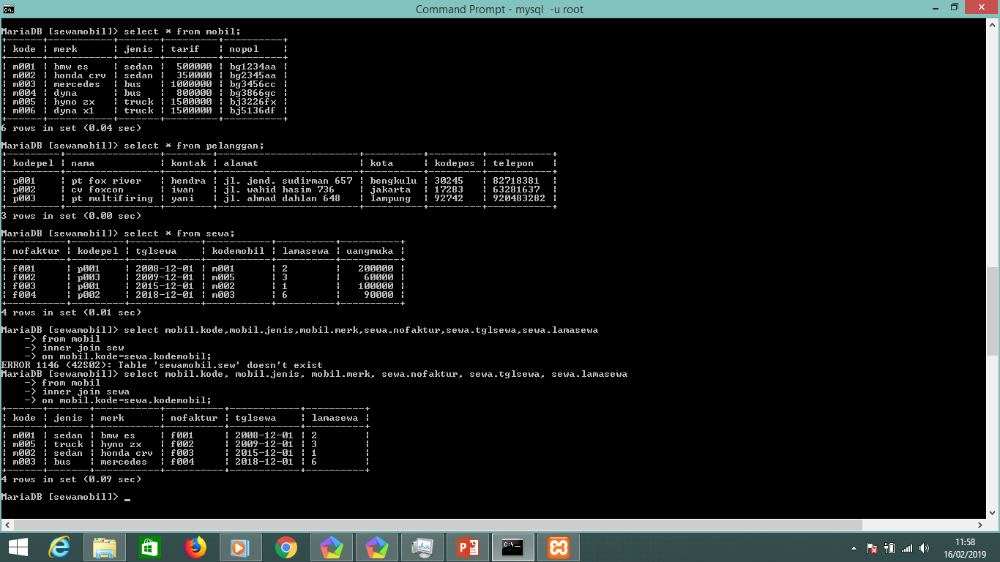 Command Prompt - mysql  -u root
MariaDB [sewamobil]> select * from mobil;
| kode | merk | jenis | tarif | nopol |
| m001 | bmw es | sedan | 500000 | bg1234aa |
| m002 | honda crv | sedan | 350000 | bg2345aa |
| m003 | mercedes | bus | 1000000 | bg3456cc |
| m004 | dyna | bus | 800000 | bg3866gc |
| m005 | hyno zx | truck | 1500000 | bj3226fx |
| m006 | dyna x1 | truck | 1500000 | bj5136df |
6 rows in set (0.04 sec)
MariaDB [sewamobil]> select * from pelanggan;
| kodepel | nama | kontak | alamat | kota | kodepos | telepon |
| p001 | pt fox river | hendra | jl. jend. sudirman 657 | bengkulu | 30245 | 82718381 |
| p002 | cv foxcon | iwan | jl. wahid hasim 736 | jakarta | 17283 | 63281637 |
| p003 | pt multifiring | yani | jl. ahmad dahlan 648 | lampung | 92742 | 920483282 |
3 rows in set (0.00 sec)
MariaDB [sewamobil]> select * from sewa;
| nofaktur | kodepel | tglsewa | kodemobil | lamasewa | uangmuka |
| f001 | p001 | 2008-12-01 | m001 | 2 | 200000 |
| f002 | p003 | 2009-12-01 | m005 | 3 | 60000 |
| f003 | p001 | 2015-12-01 | m002 | 1 | 100000 |
| f004 | p002 | 2018-12-01 | m003 | 6 | 90000 |
4 rows in set (0.01 sec)
MariaDB [sewamobil]> select mobil.kode,mobil.jenis,mobil.merk,sewa.nofaktur,sewa.tglsewa,sewa.lamasewa
-> from mobil
-> inner join sew
-> on mobil.kode=sewa.kodemobil;
ERROR 1146 (42S02): Table 'sewamobil.sew' doesn't exist
MariaDB [sewamobil]> select mobil.kode, mobil.jenis, mobil.merk, sewa.nofaktur, sewa.tglsewa, sewa.lamasewa
-> from mobil
-> inner join sewa
-> on mobil.kode=sewa.kodemobil;
| kode | jenis | merk | nofaktur | tglsewa | lamasewa |
| m001 | sedan | bmw es | f001 | 2008-12-01 | 2 |
| m005 | truck | hyno zx | f002 | 2009-12-01 | 3 |
| m002 | sedan | honda crv | f003 | 2015-12-01 | 1 |
| m003 | bus | mercedes | f004 | 2018-12-01 | 6 |
4 rows in set (0.09 sec)
MariaDB [sewamobil]> _
11:58
16/02/2019